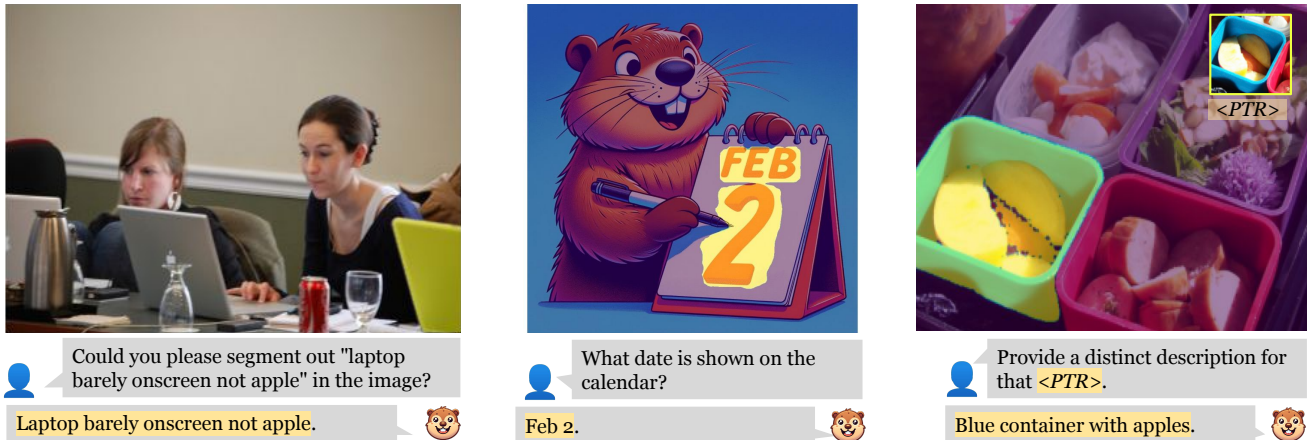 FEB
2
<PTR>
Could you please segment out "laptop
barely onscreen not apple" in the image?
Laptop barely onscreen not apple.
What date is shown on the
calendar?
Feb 2.
Provide a distinct description for
that <PTR>.
Blue container with apples.